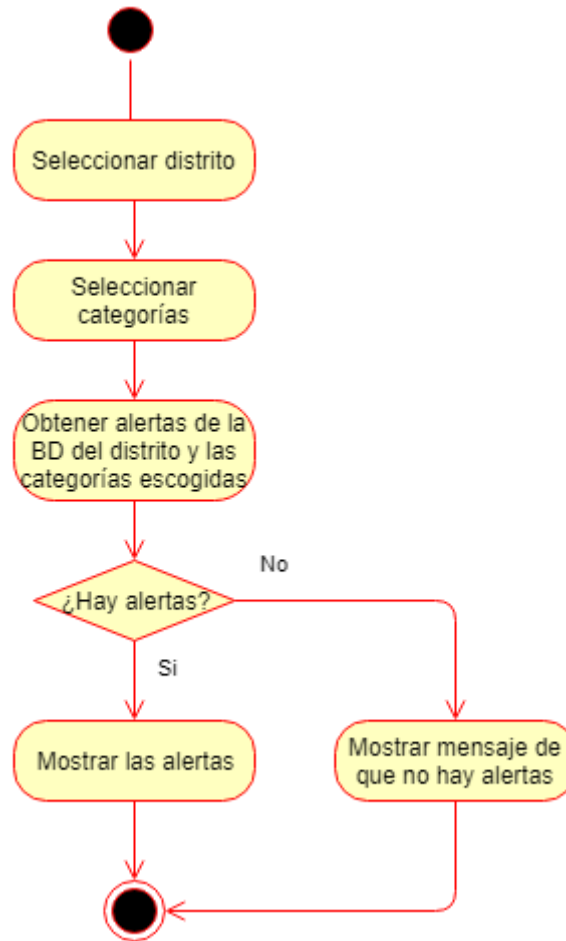 Seleccionar distrito
Seleccionar
categorías
Obtener alertas de la
BD del distrito y las
categorías escogidas
¿Hay alertas?
No
Si
Mostrar las alertas
Mostrar mensaje de
que no hay alertas